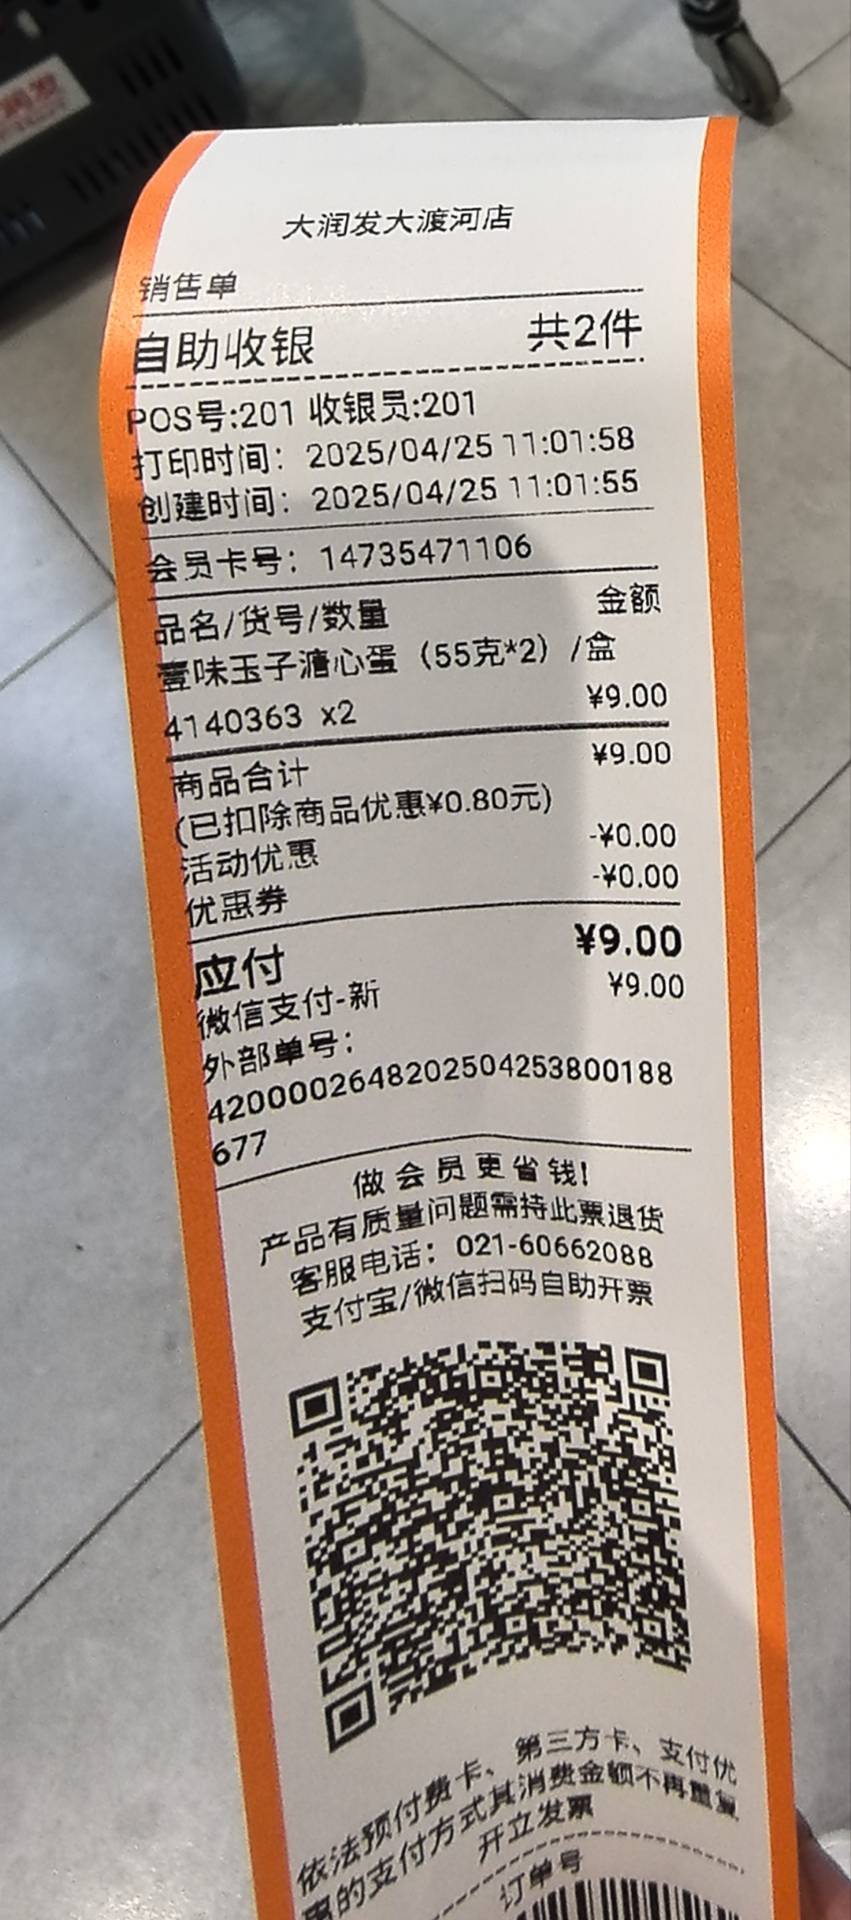 大润发大渡河店
销售单
自助收银 共2件
POS号:201 收银员:201
打印时间: 2025/04/25 11:01:58
创建时间: 2025/04/25 11:01:55
会员卡号: 14735471106
品名/货号/数量 金额
壹味玉子溏心蛋（55克*2）/盒
4140363 x2 ¥9.00
商品合计 ¥9.00
(已扣除商品优惠¥0.80元)
活动优惠 -¥0.00
优惠券 -¥0.00
应付 ¥9.00
微信支付-新 ¥9.00
外部单号:
4200002648202504253800188
677
做会员更省钱!
产品有质量问题需持此票退货
客服电话: 021-60662088
支付宝/微信扫码自助开票
依法预付费卡、第三方卡、支付优
惠的支付方式其消费金额不再重复
开立发票
订单号